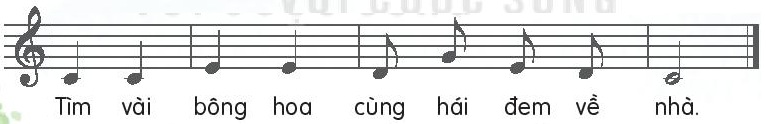 Tìm vài bông hoa cùng hái đem về nhà.